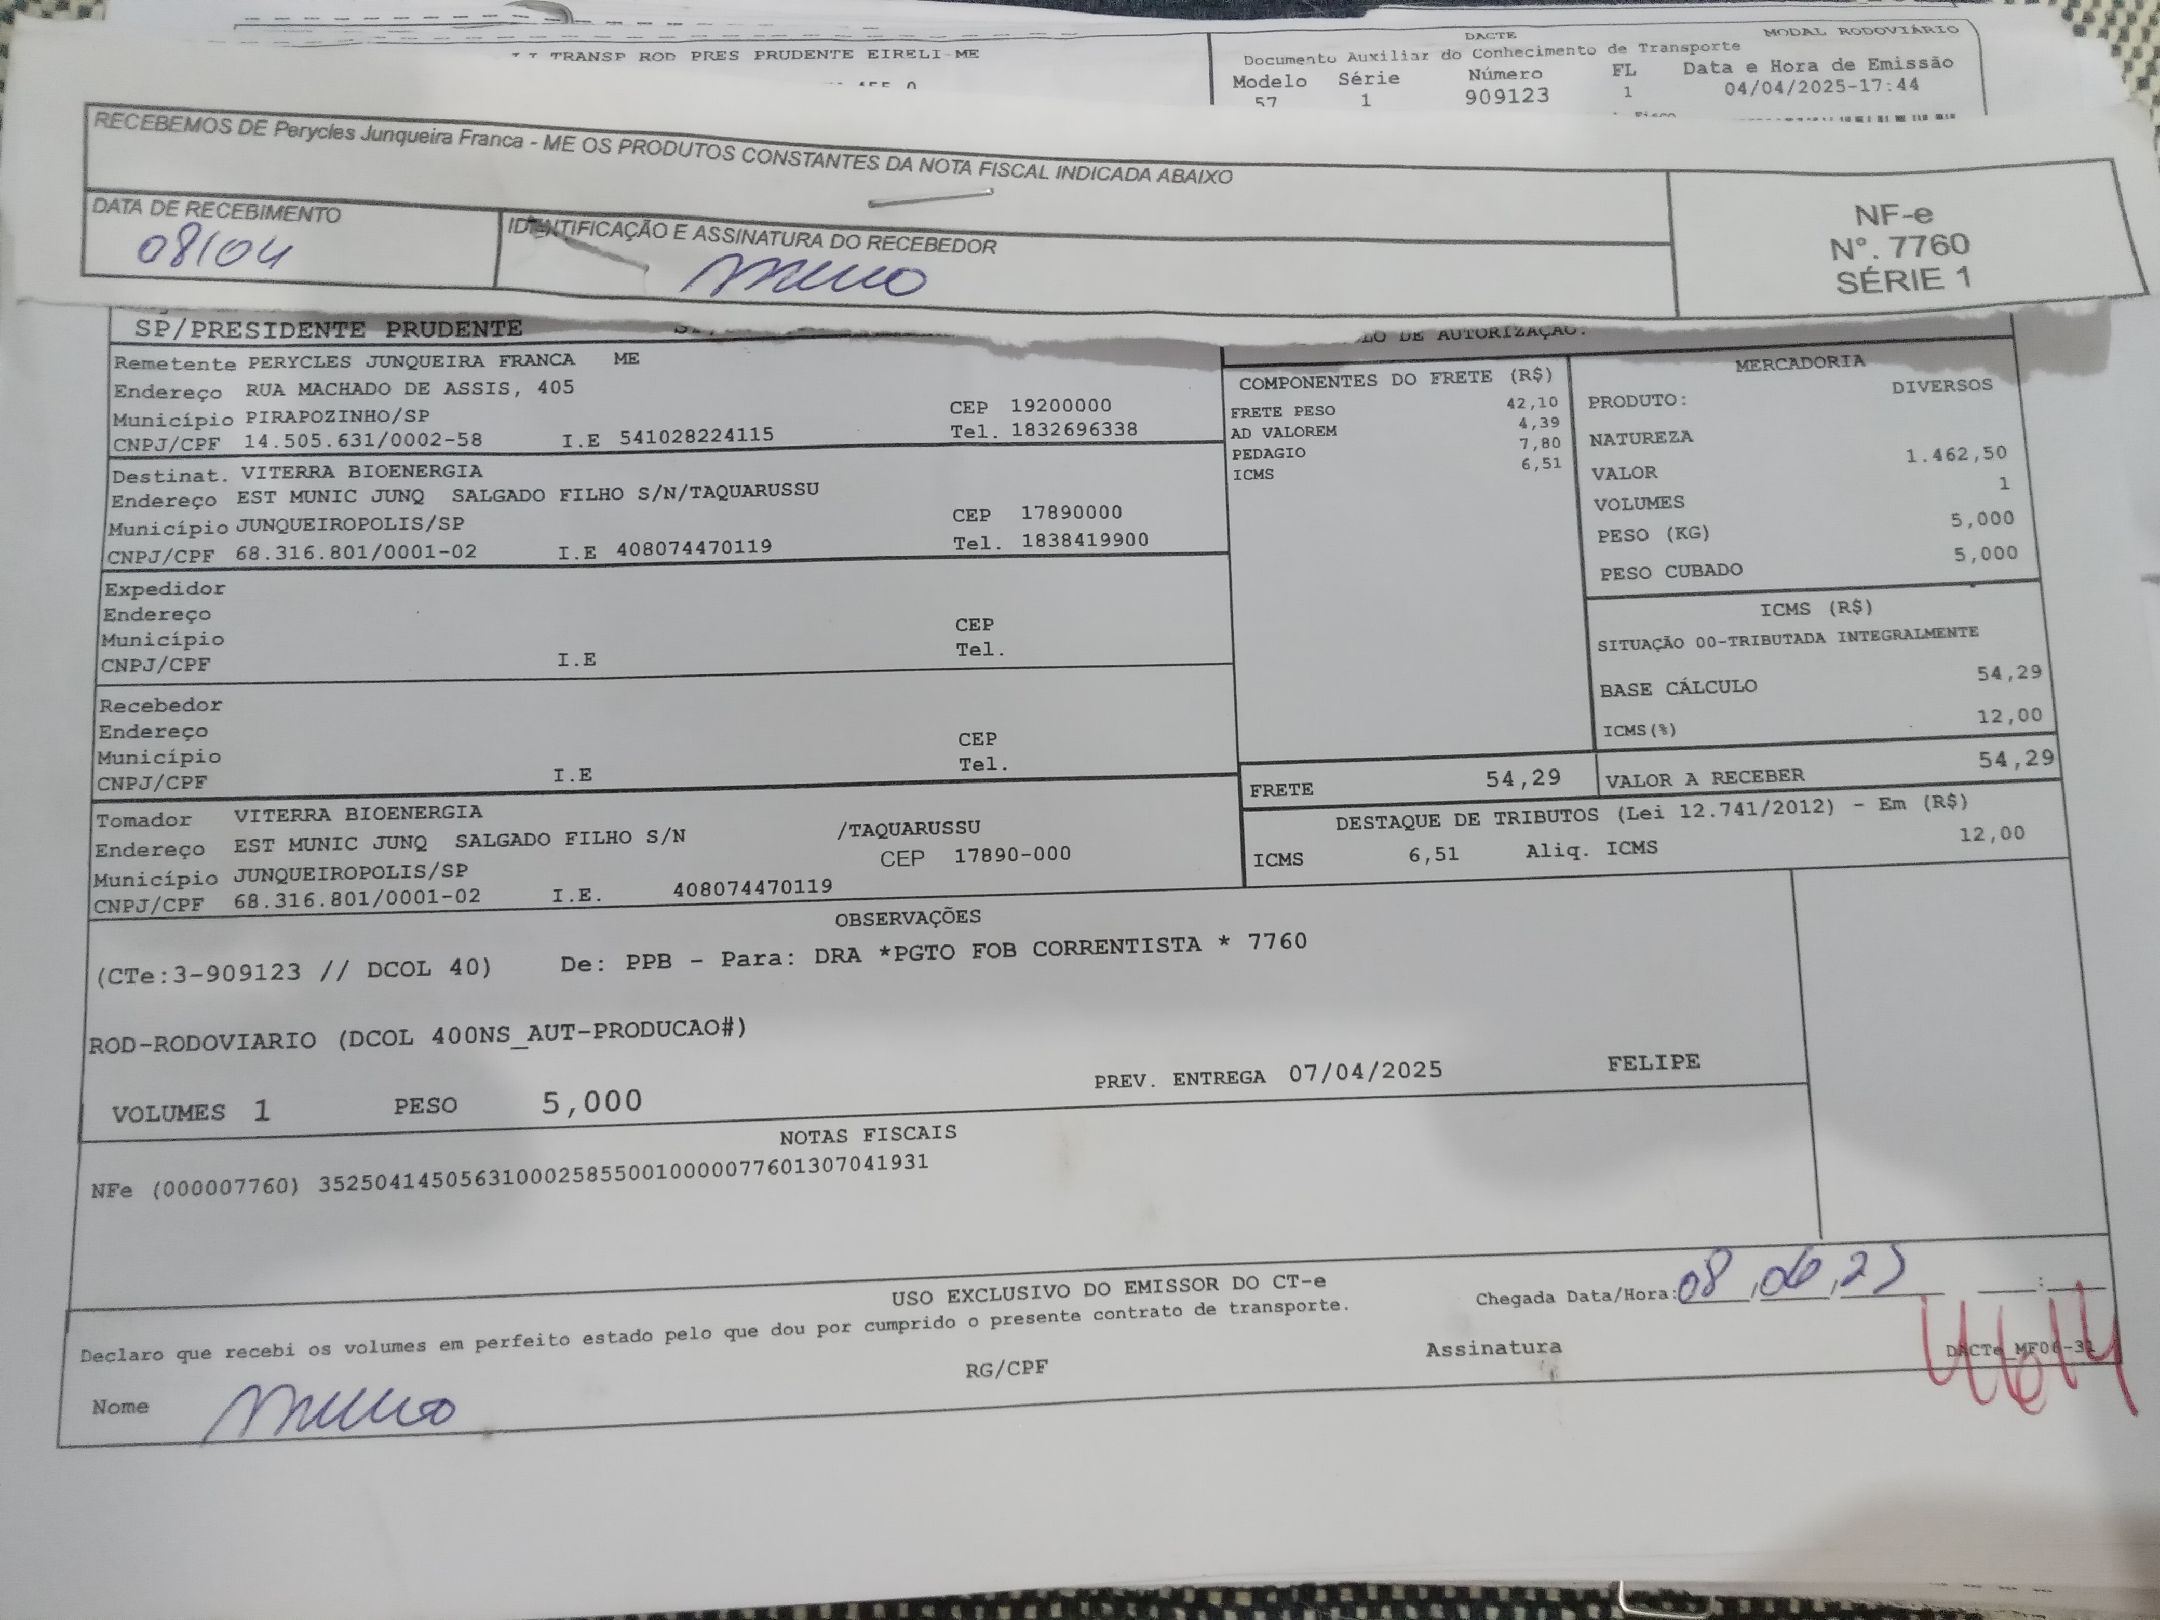 TRANSP ROD PRES PRUDENTE EIRELI-ME
DACTE
MODAL RODOVIÁRIO
Documento Auxiliar do Conhecimento de Transporte
Modelo Série Número FL Data e Hora de Emissão
57 1 909123 1 04/04/2025-17:44
RECEBEMOS DE Perycles Junqueira Franca - ME OS PRODUTOS CONSTANTES DA NOTA FISCAL INDICADA ABAIXO
DATA DE RECEBIMENTO
08/04
IDENTIFICAÇÃO E ASSINATURA DO RECEBEDOR
NF-e
Nº. 7760
SÉRIE 1
SP/PRESIDENTE PRUDENTE
DE AUTORIZAÇÃO:
Remetente PERYCLES JUNQUEIRA FRANCA ME
Endereço RUA MACHADO DE ASSIS, 405
Município PIRAPOZINHO/SP CEP 19200000
CNPJ/CPF 14.505.631/0002-58 I.E 541028224115 Tel. 1832696338
Destinat. VITERRA BIOENERGIA
Endereço EST MUNIC JUNQ SALGADO FILHO S/N/TAQUARUSSU
Município JUNQUEIROPOLIS/SP CEP 17890000
CNPJ/CPF 68.316.801/0001-02 I.E 408074470119 Tel. 1838419900
Expedidor
Endereço
Município CEP
CNPJ/CPF I.E Tel.
Recebedor
Endereço
Município CEP
CNPJ/CPF I.E Tel.
Tomador VITERRA BIOENERGIA
Endereço EST MUNIC JUNQ SALGADO FILHO S/N /TAQUARUSSU
Município JUNQUEIROPOLIS/SP CEP 17890-000
CNPJ/CPF 68.316.801/0001-02 I.E. 408074470119
COMPONENTES DO FRETE (R$)
FRETE PESO 42,10
AD VALOREM 4,39
PEDAGIO 7,80
ICMS 6,51
MERCADORIA
PRODUTO: DIVERSOS
NATUREZA
VALOR 1.462,50
VOLUMES 1
PESO (KG) 5,000
PESO CUBADO 5,000
ICMS (R$)
SITUAÇÃO 00-TRIBUTADA INTEGRALMENTE
BASE CÁLCULO 54,29
ICMS(%) 12,00
FRETE 54,29
VALOR A RECEBER 54,29
DESTAQUE DE TRIBUTOS (Lei 12.741/2012) - Em (R$)
ICMS 6,51 Aliq. ICMS 12,00
OBSERVAÇÕES
(CTe:3-909123 // DCOL 40) De: PPB - Para: DRA *PGTO FOB CORRENTISTA * 7760
ROD-RODOVIARIO (DCOL 400NS_AUT-PRODUCAO#)
VOLUMES 1 PESO 5,000 PREV. ENTREGA 07/04/2025 FELIPE
NOTAS FISCAIS
NFe (000007760) 35250414505631000258550010000077601307041931
USO EXCLUSIVO DO EMISSOR DO CT-e
Declaro que recebi os volumes em perfeito estado pelo que dou por cumprido o presente contrato de transporte.
Chegada Data/Hora:
Nome RG/CPF Assinatura